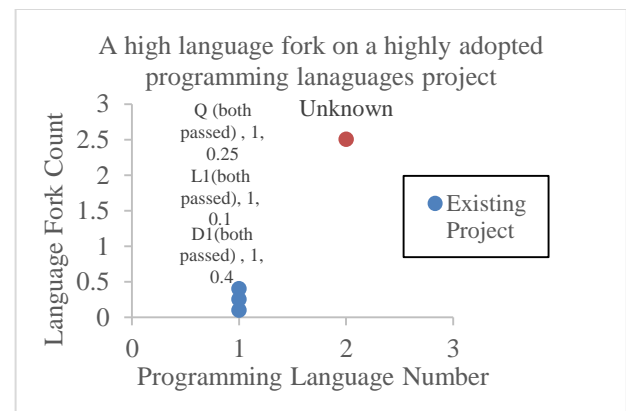 A high language fork on a highly adopted
programming lanaguages project
Language Fork Count
3
2.5
2
1.5
1
0.5
0
Q (both
passed) , 1,
0.25
L1(both
passed), 1,
0.1
D1(both
passed) , 1,
0.4
Unknown
Existing
Project
0
1
2
3
Programming Language Number